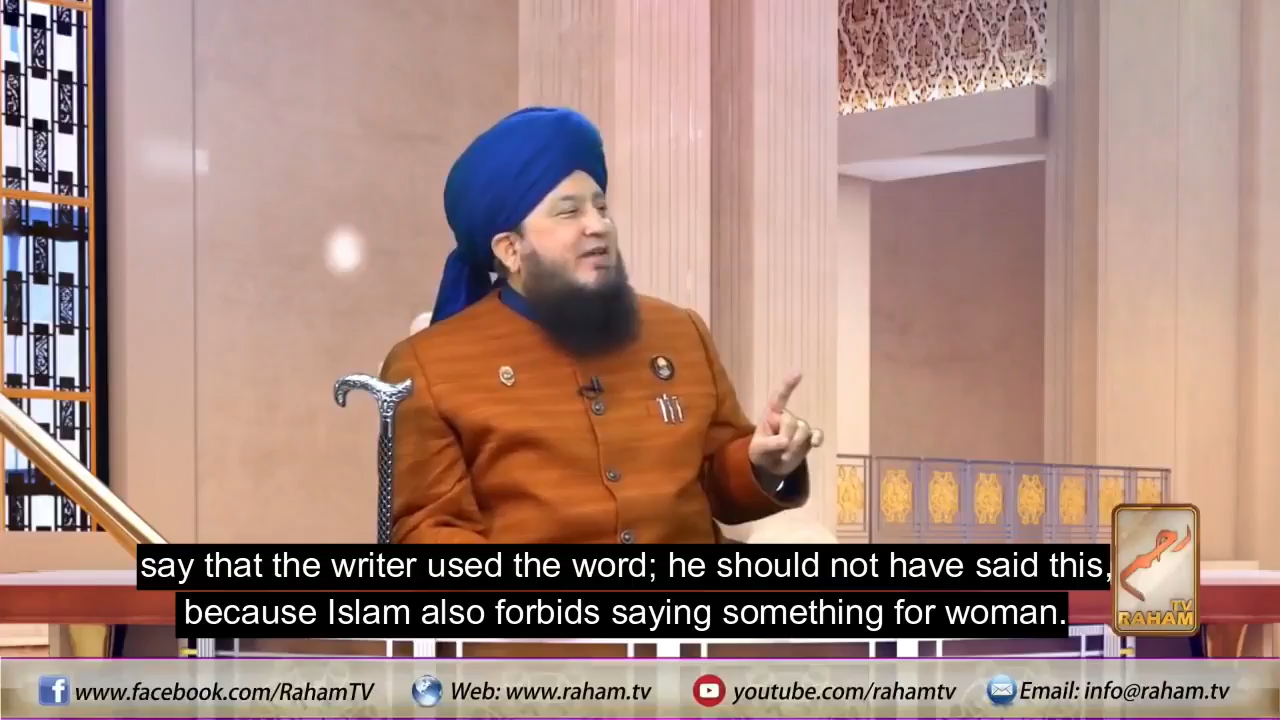 say that the writer used the word; he should not have said this,
because Islam also forbids saying something for woman.
رحم
TV
RAHAM
www.facebook.com/RahamTV
Web: www.raham.tv
youtube.com/rahamtv
Email: info@raham.tv